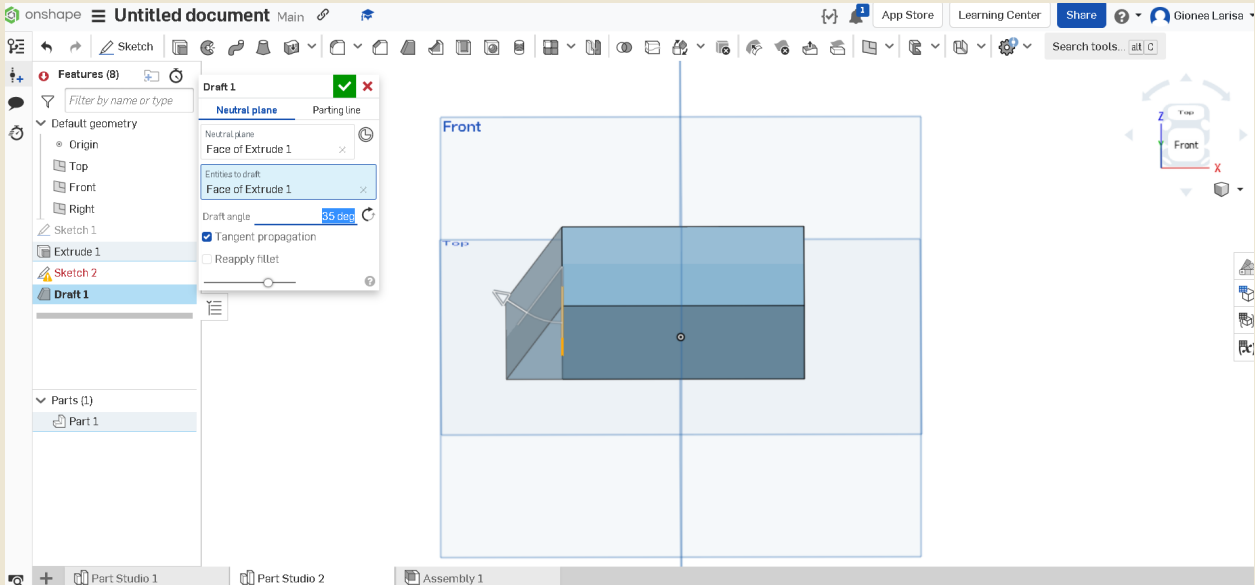 onshape Untitled document Main
1 App Store Learning Center Share Gionea Larisa
Sketch Search tools... alt C
Features (8)
Filter by name or type
Default geometry
Origin
Top
Front
Right
Sketch 1
Extrude 1
Sketch 2
Draft 1
Parts (1)
Part 1
Draft 1
Neutral plane Parting line
Neutral plane
Face of Extrude 1
Entities to draft
Face of Extrude 1
Draft angle 35 deg
Tangent propagation
Reapply fillet
Front
Top
Top
Z
Front
X
Part Studio 1 Part Studio 2 Assembly 1